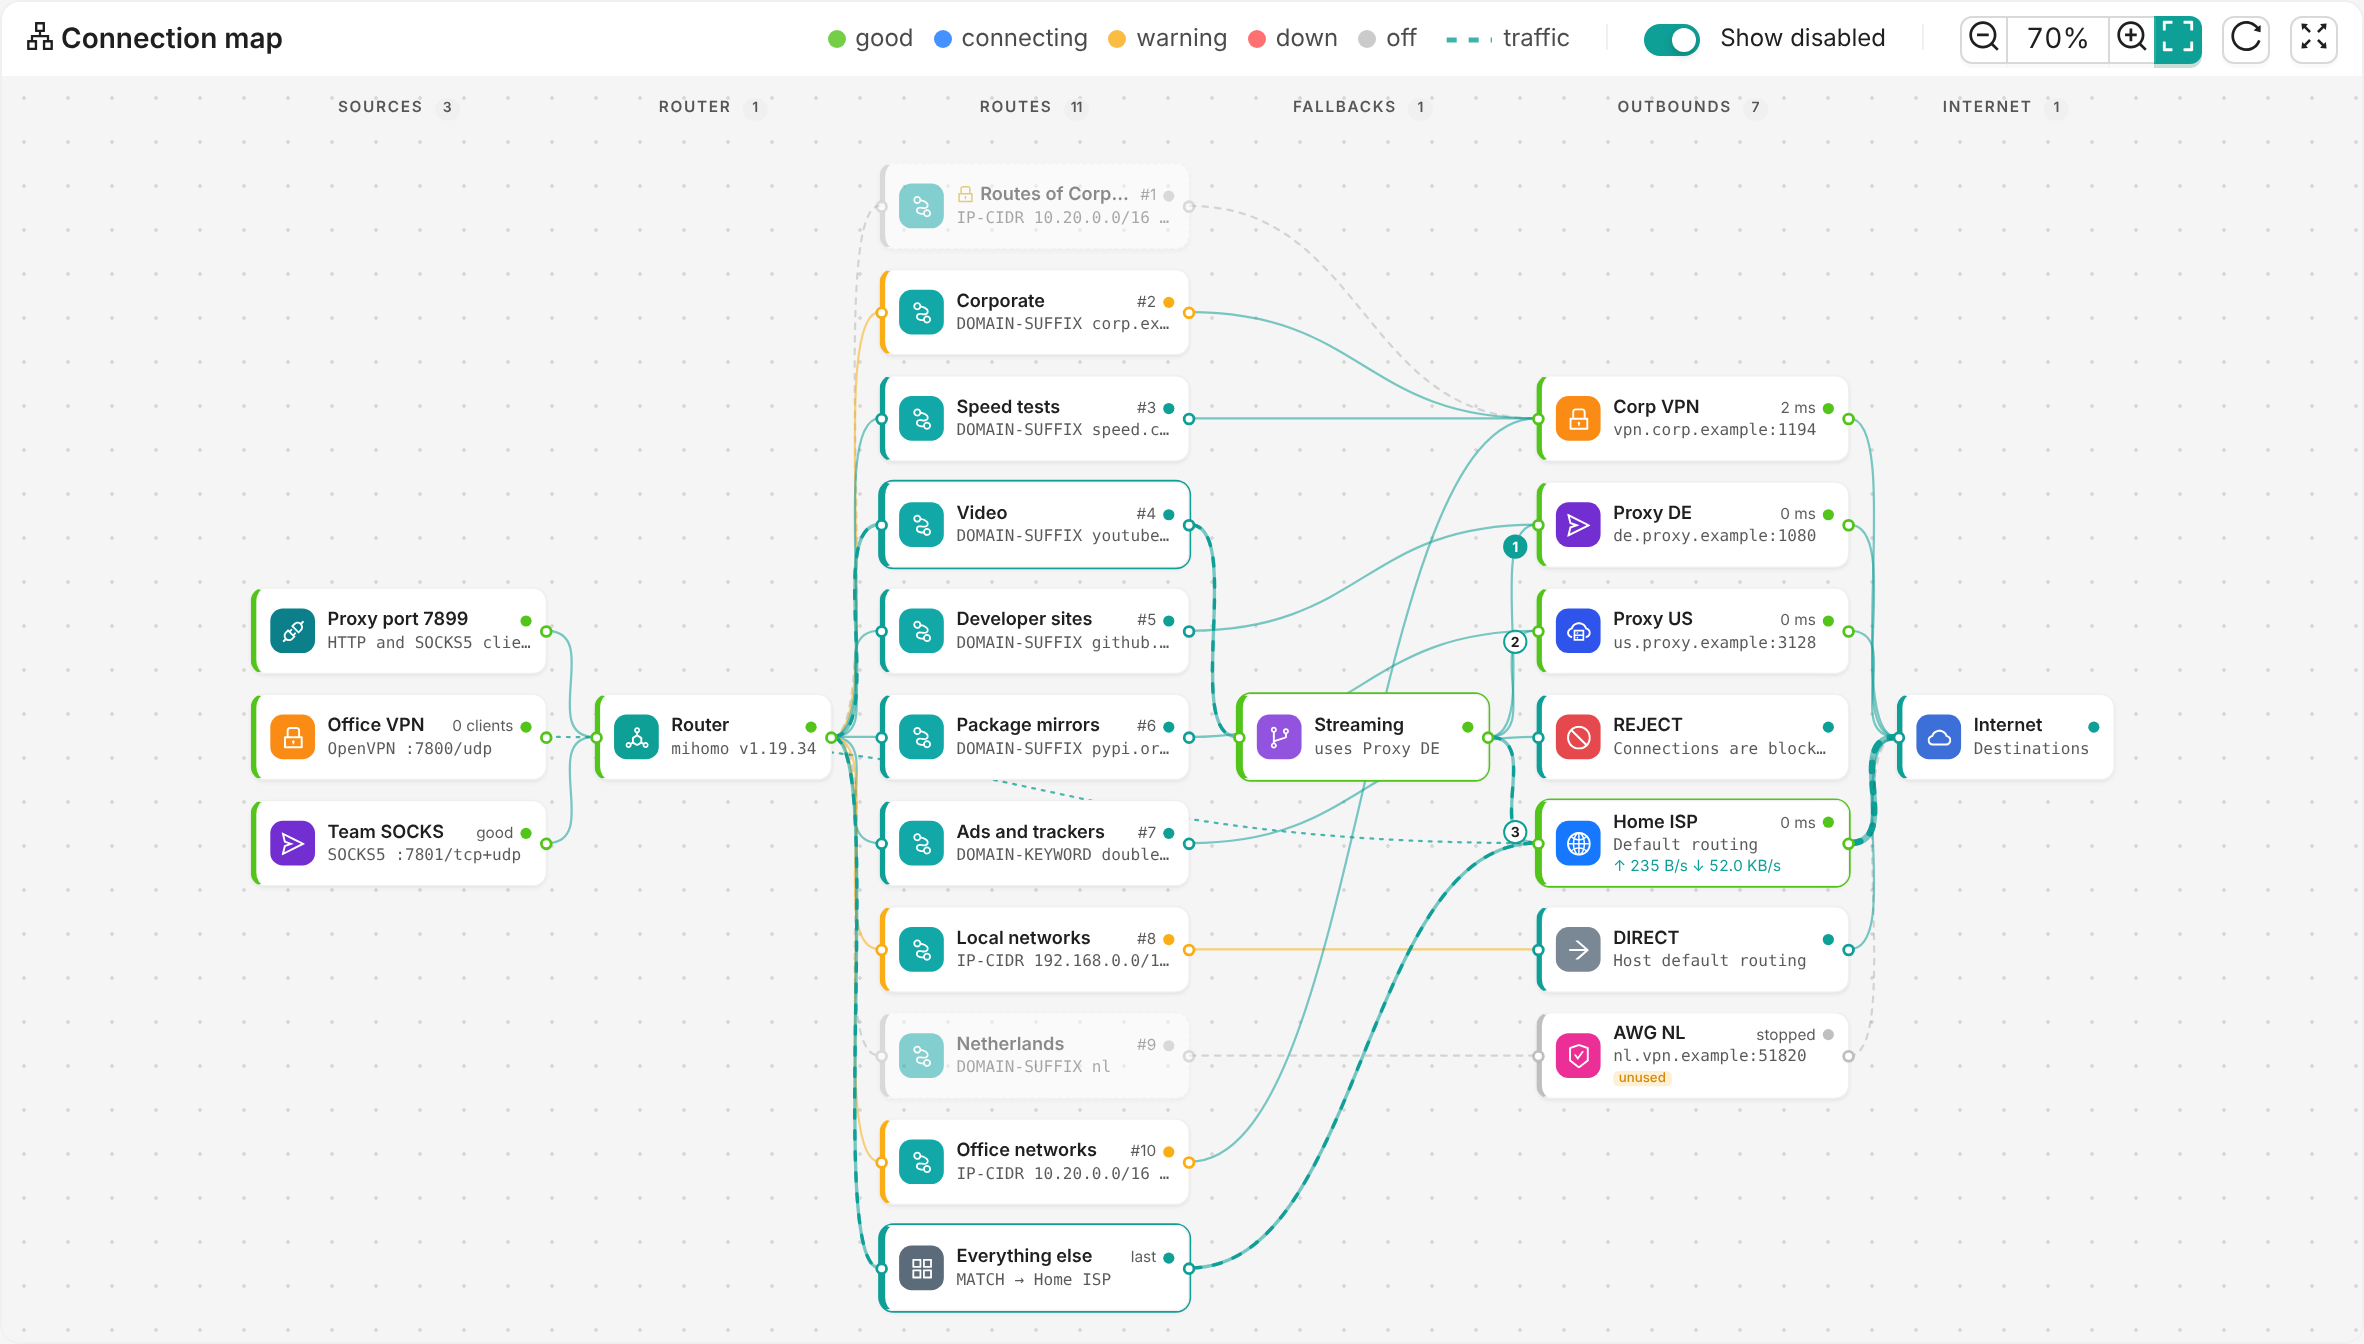 Connection map
good
connecting
warning
down
off
traffic
Show disabled
70%
SOURCES 3
ROUTER 1
ROUTES 11
FALLBACKS 1
OUTBOUNDS 7
INTERNET 1
Proxy port 7899
HTTP and SOCKS5 clie…
Office VPN 0 clients
OpenVPN :7800/udp
Team SOCKS good
SOCKS5 :7801/tcp+udp
Router
mihomo v1.19.34
Routes of Corp… #1
IP-CIDR 10.20.0.0/16 …
Corporate #2
DOMAIN-SUFFIX corp.ex…
Speed tests #3
DOMAIN-SUFFIX speed.c…
Video #4
DOMAIN-SUFFIX youtube…
Developer sites #5
DOMAIN-SUFFIX github.…
Package mirrors #6
DOMAIN-SUFFIX pypi.or…
Ads and trackers #7
DOMAIN-KEYWORD double…
Local networks #8
IP-CIDR 192.168.0.0/1…
Netherlands #9
DOMAIN-SUFFIX nl
Office networks #10
IP-CIDR 10.20.0.0/16 …
Everything else last
MATCH → Home ISP
Streaming
uses Proxy DE
1
2
3
Corp VPN 2 ms
vpn.corp.example:1194
Proxy DE 0 ms
de.proxy.example:1080
Proxy US 0 ms
us.proxy.example:3128
REJECT
Connections are block…
Home ISP 0 ms
Default routing
↑ 235 B/s ↓ 52.0 KB/s
DIRECT
Host default routing
AWG NL stopped
nl.vpn.example:51820
unused
Internet
Destinations